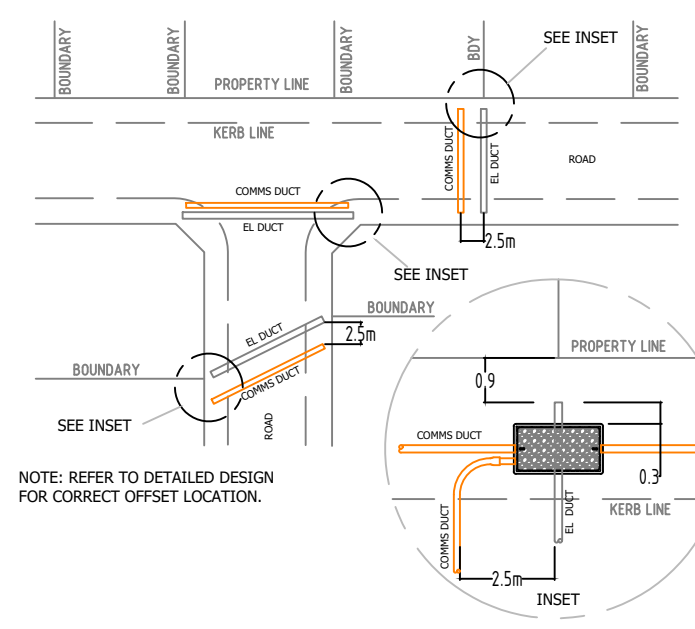 BOUNDARY
BOUNDARY
BOUNDARY
BDY
BOUNDARY
SEE INSET
PROPERTY LINE
KERB LINE
COMMS DUCT
EL DUCT
ROAD
COMMS DUCT
EL DUCT
2.5m
SEE INSET
BOUNDARY
EL DUCT
2.5m
COMMS DUCT
BOUNDARY
SEE INSET
ROAD
NOTE: REFER TO DETAILED DESIGN
FOR CORRECT OFFSET LOCATION.
PROPERTY LINE
0.9
COMMS DUCT
0.3
KERB LINE
EL DUCT
COMMS DUCT
2.5m
INSET